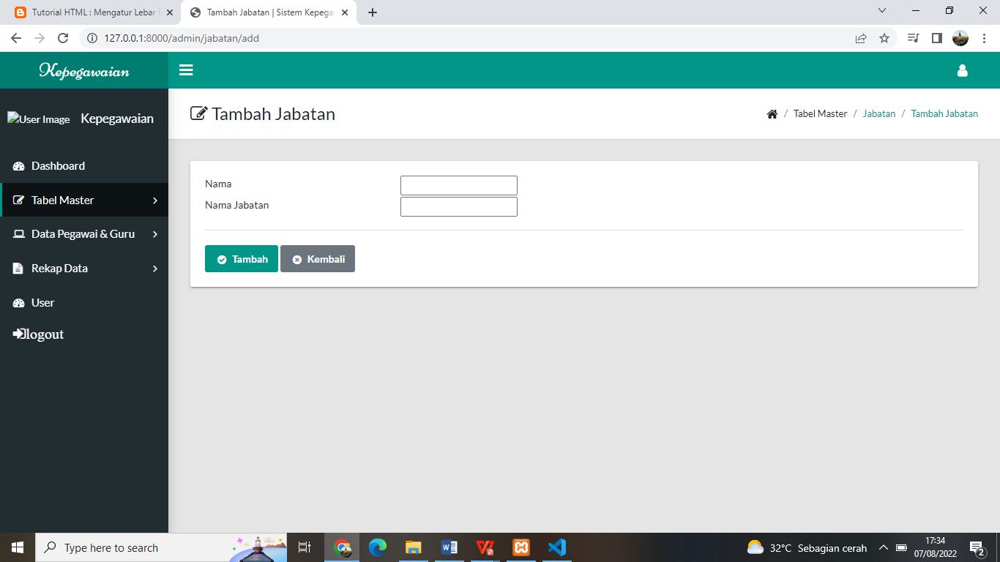 Tutorial HTML : Mengatur Lebar
Tambah Jabatan | Sistem Kepega
127.0.0.1:8000/admin/jabatan/add
Kepegawaian
User Image
Kepegawaian
Tambah Jabatan
/ Tabel Master / Jabatan / Tambah Jabatan
Dashboard
Tabel Master
Data Pegawai & Guru
Rekap Data
User
logout
Nama
Nama Jabatan
Tambah
Kembali
Type here to search
32°C Sebagian cerah
17:34
07/08/2022
2